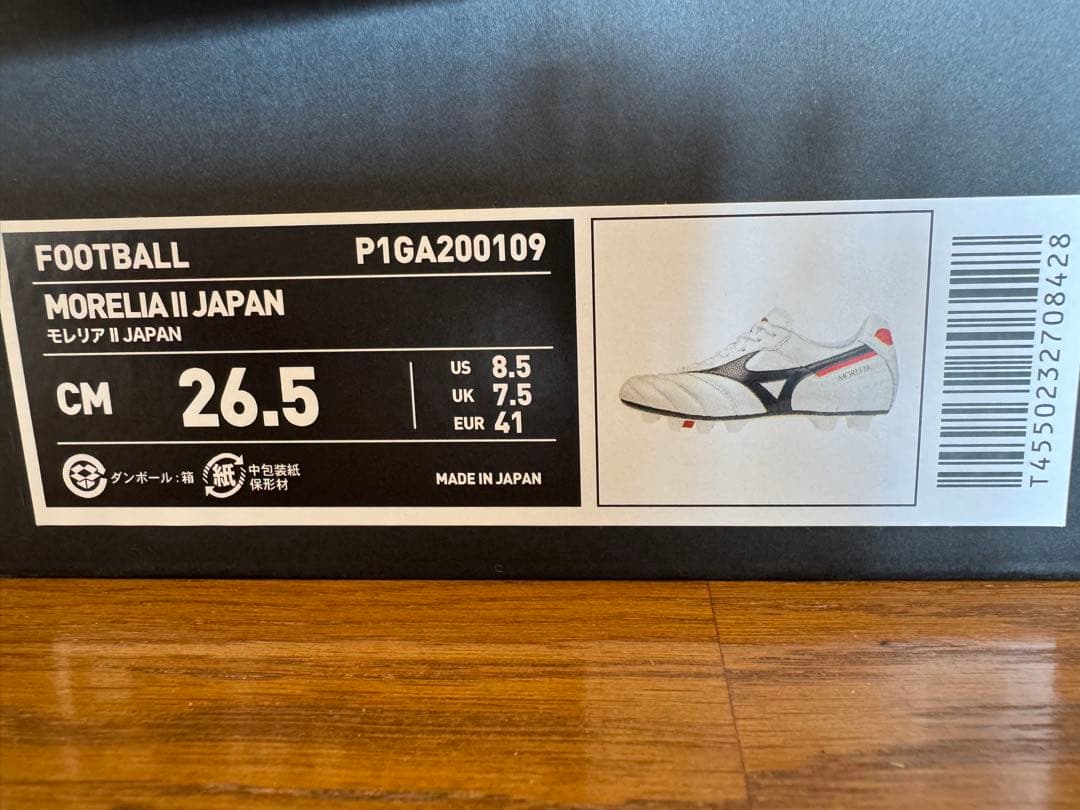 FOOTBALL P1GA200109
MORELIA II JAPAN
モレリア II JAPAN
CM 26.5
US 8.5
UK 7.5
EUR 41
ダンボール:箱
紙
中包装紙
保形材
MADE IN JAPAN
MORELIA
T4550232708428